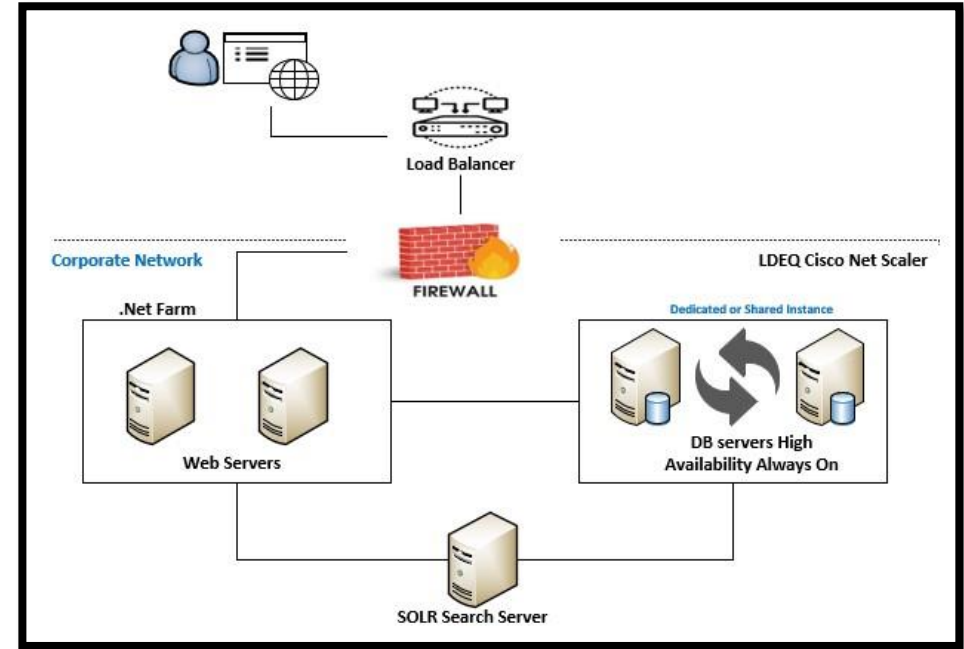 Load Balancer
FIREWALL
Corporate Network
LDEQ Cisco Net Scaler
.Net Farm
Dedicated or Shared Instance
Web Servers
DB servers High
Availability Always On
SOLR Search Server